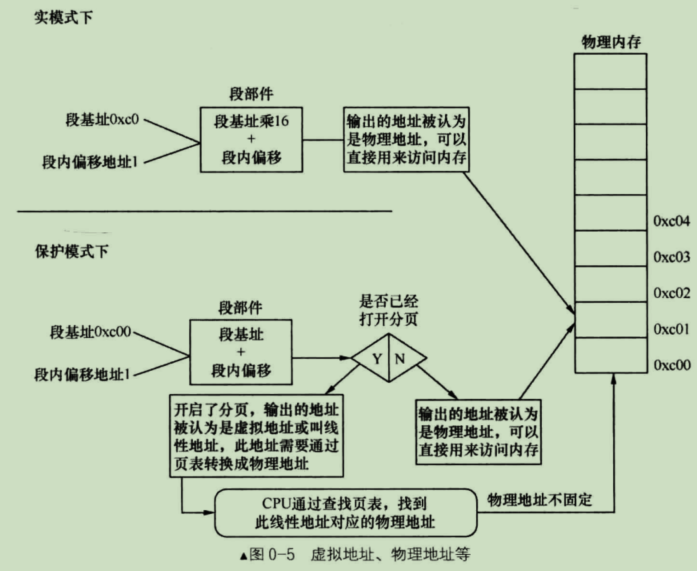 实模式下
物理内存
段部件
段基址0xc0
段内偏移地址1
段基址乘16
+
段内偏移
输出的地址被认为
是物理地址，可以
直接用来访问内存
0xc04
0xc03
0xc02
0xc01
0xc00
保护模式下
段部件
段基址0xc00
段内偏移地址1
段基址
+
段内偏移
是否已经
打开分页
Y N
开启了分页，输出的地址
被认为是虚拟地址或叫线
性地址，此地址需要通过
页表转换成物理地址
输出的地址被认为
是物理地址，可以
直接用来访问内存
CPU通过查找页表，找到
此线性地址对应的物理地址
物理地址不固定
▲图 0-5 虚拟地址、物理地址等